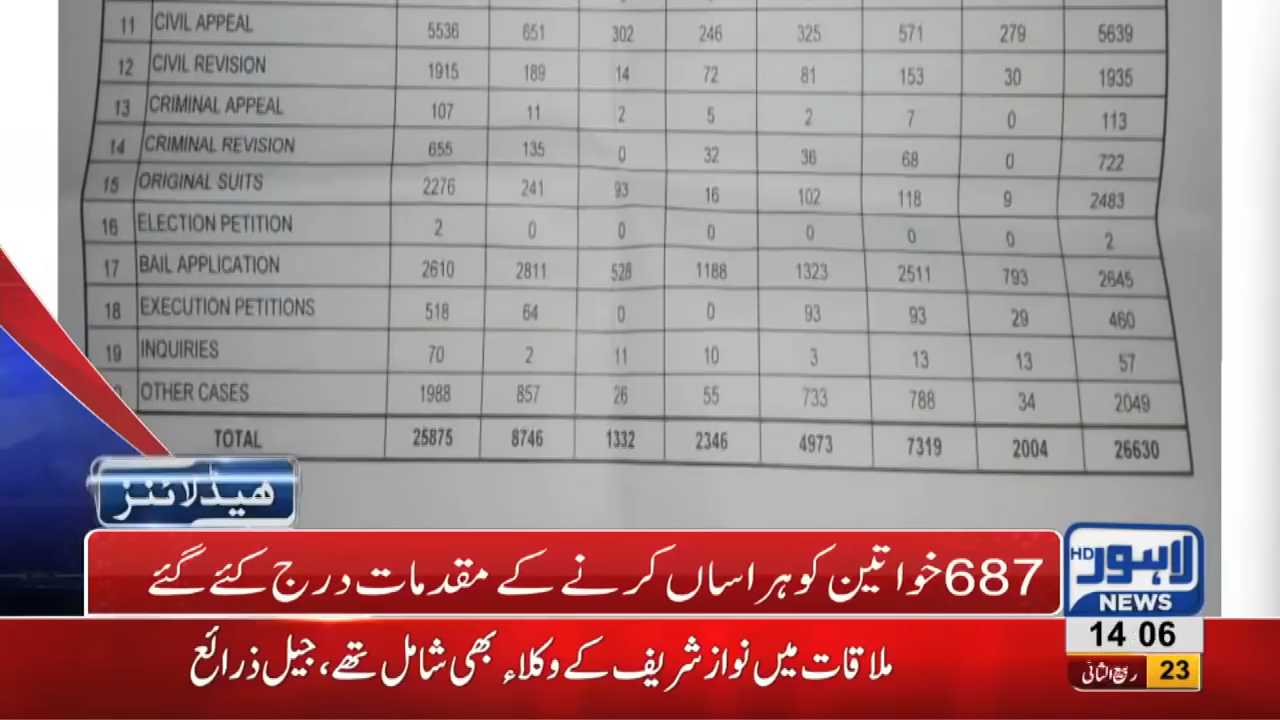 11 CIVIL APPEAL 5536 651 302 246 325 571 279 5639
12 CIVIL REVISION 1915 189 14 72 81 153 30 1935
13 CRIMINAL APPEAL 107 11 2 5 2 7 0 113
14 CRIMINAL REVISION 655 135 0 32 36 68 0 722
15 ORIGINAL SUITS 2276 241 93 16 102 118 9 2483
16 ELECTION PETITION 2 0 0 0 0 0 0 2
17 BAIL APPLICATION 2610 2811 528 1188 1323 2511 793 2645
18 EXECUTION PETITIONS 518 64 0 0 93 93 29 460
19 INQUIRIES 70 2 11 10 3 13 13 57
OTHER CASES 1988 857 26 55 733 788 34 2049
TOTAL 25875 8746 1332 2346 4973 7319 2004 26630
ہیڈلائنز
687 خواتین کو ہراساں کرنے کے مقدمات درج کئے گئے
HD لاہور
NEWS
14 06
ملاقات میں نواز شریف کے وکلاء بھی شامل تھے، جیل ذرائع
23 ربیع الثانی